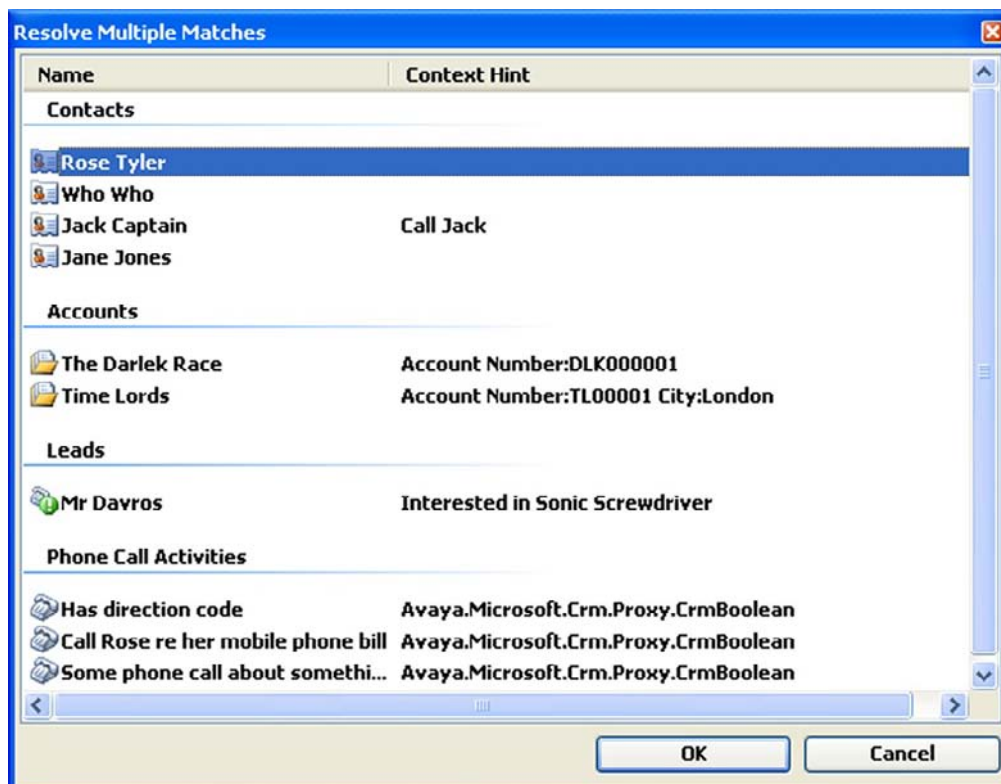 Resolve Multiple Matches
Name Context Hint
Contacts
Rose Tyler
Who Who
Jack Captain Call Jack
Jane Jones
Accounts
The Darlek Race Account Number:DLK000001
Time Lords Account Number:TL00001 City:London
Leads
Mr Davros Interested in Sonic Screwdriver
Phone Call Activities
Has direction code Avaya.Microsoft.Crm.Proxy.CrmBoolean
Call Rose re her mobile phone bill Avaya.Microsoft.Crm.Proxy.CrmBoolean
Some phone call about somethi... Avaya.Microsoft.Crm.Proxy.CrmBoolean
OK Cancel